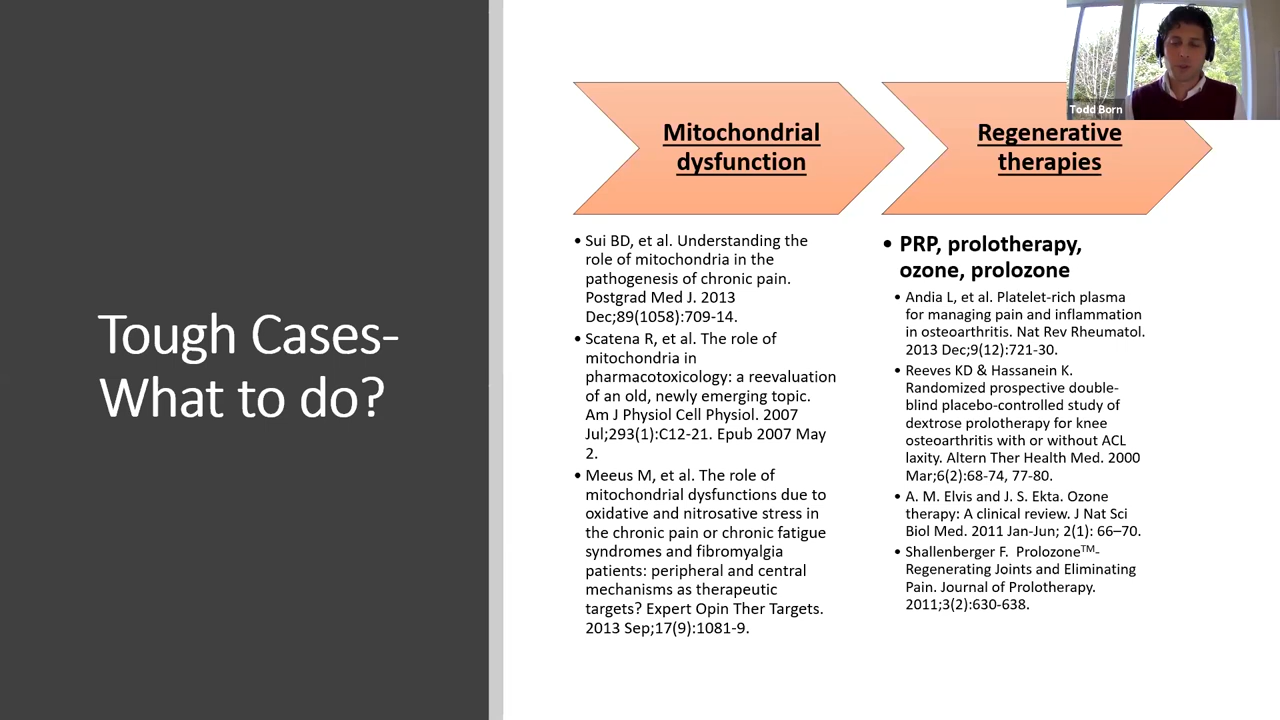 Todd Born
Tough Cases-
What to do?
Mitochondrial
dysfunction
• Sui BD, et al. Understanding the
role of mitochondria in the
pathogenesis of chronic pain.
Postgrad Med J. 2013
Dec;89(1058):709-14.
• Scatena R, et al. The role of
mitochondria in
pharmacotoxicology: a reevaluation
of an old, newly emerging topic.
Am J Physiol Cell Physiol. 2007
Jul;293(1):C12-21. Epub 2007 May
2.
• Meeus M, et al. The role of
mitochondrial dysfunctions due to
oxidative and nitrosative stress in
the chronic pain or chronic fatigue
syndromes and fibromyalgia
patients: peripheral and central
mechanisms as therapeutic
targets? Expert Opin Ther Targets.
2013 Sep;17(9):1081-9.
Regenerative
therapies
• PRP, prolotherapy,
ozone, prolozone
• Andia L, et al. Platelet-rich plasma
for managing pain and inflammation
in osteoarthritis. Nat Rev Rheumatol.
2013 Dec;9(12):721-30.
• Reeves KD & Hassanein K.
Randomized prospective double-
blind placebo-controlled study of
dextrose prolotherapy for knee
osteoarthritis with or without ACL
laxity. Altern Ther Health Med. 2000
Mar;6(2):68-74, 77-80.
• A. M. Elvis and J. S. Ekta. Ozone
therapy: A clinical review. J Nat Sci
Biol Med. 2011 Jan-Jun; 2(1): 66–70.
• Shallenberger F.  Prolozone™-
Regenerating Joints and Eliminating
Pain. Journal of Prolotherapy.
2011;3(2):630-638.